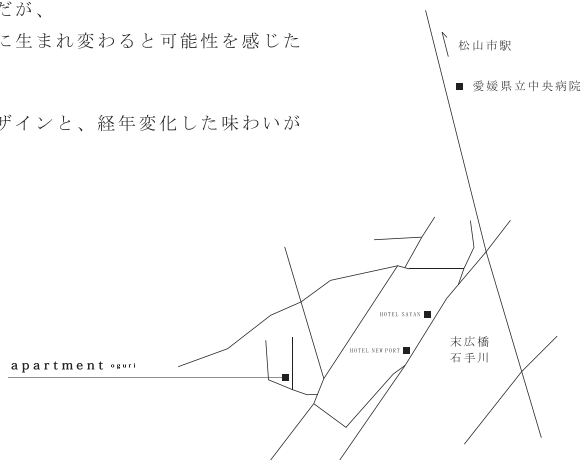 だが、
に生まれ変わると可能性を感じた
ザインと、経年変化した味わいが
松山市駅
愛媛県立中央病院
HOTEL SATAN
HOTEL NEW PORT
末広橋
石手川
apartment oguri